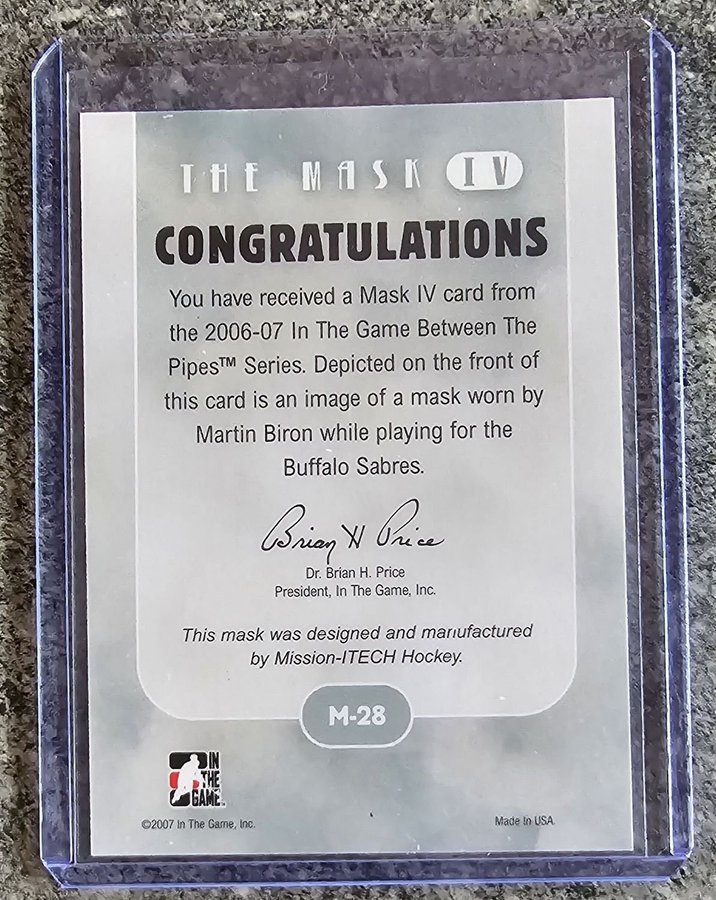 THE MASK IV
CONGRATULATIONS
You have received a Mask IV card from
the 2006-07 In The Game Between The
Pipes™ Series. Depicted on the front of
this card is an image of a mask worn by
Martin Biron while playing for the
Buffalo Sabres.
Brian H Price
Dr. Brian H. Price
President, In The Game, Inc.
This mask was designed and manufactured
by Mission-ITECH Hockey.
M-28
IN
THE
GAME
©2007 In The Game, Inc.
Made In USA